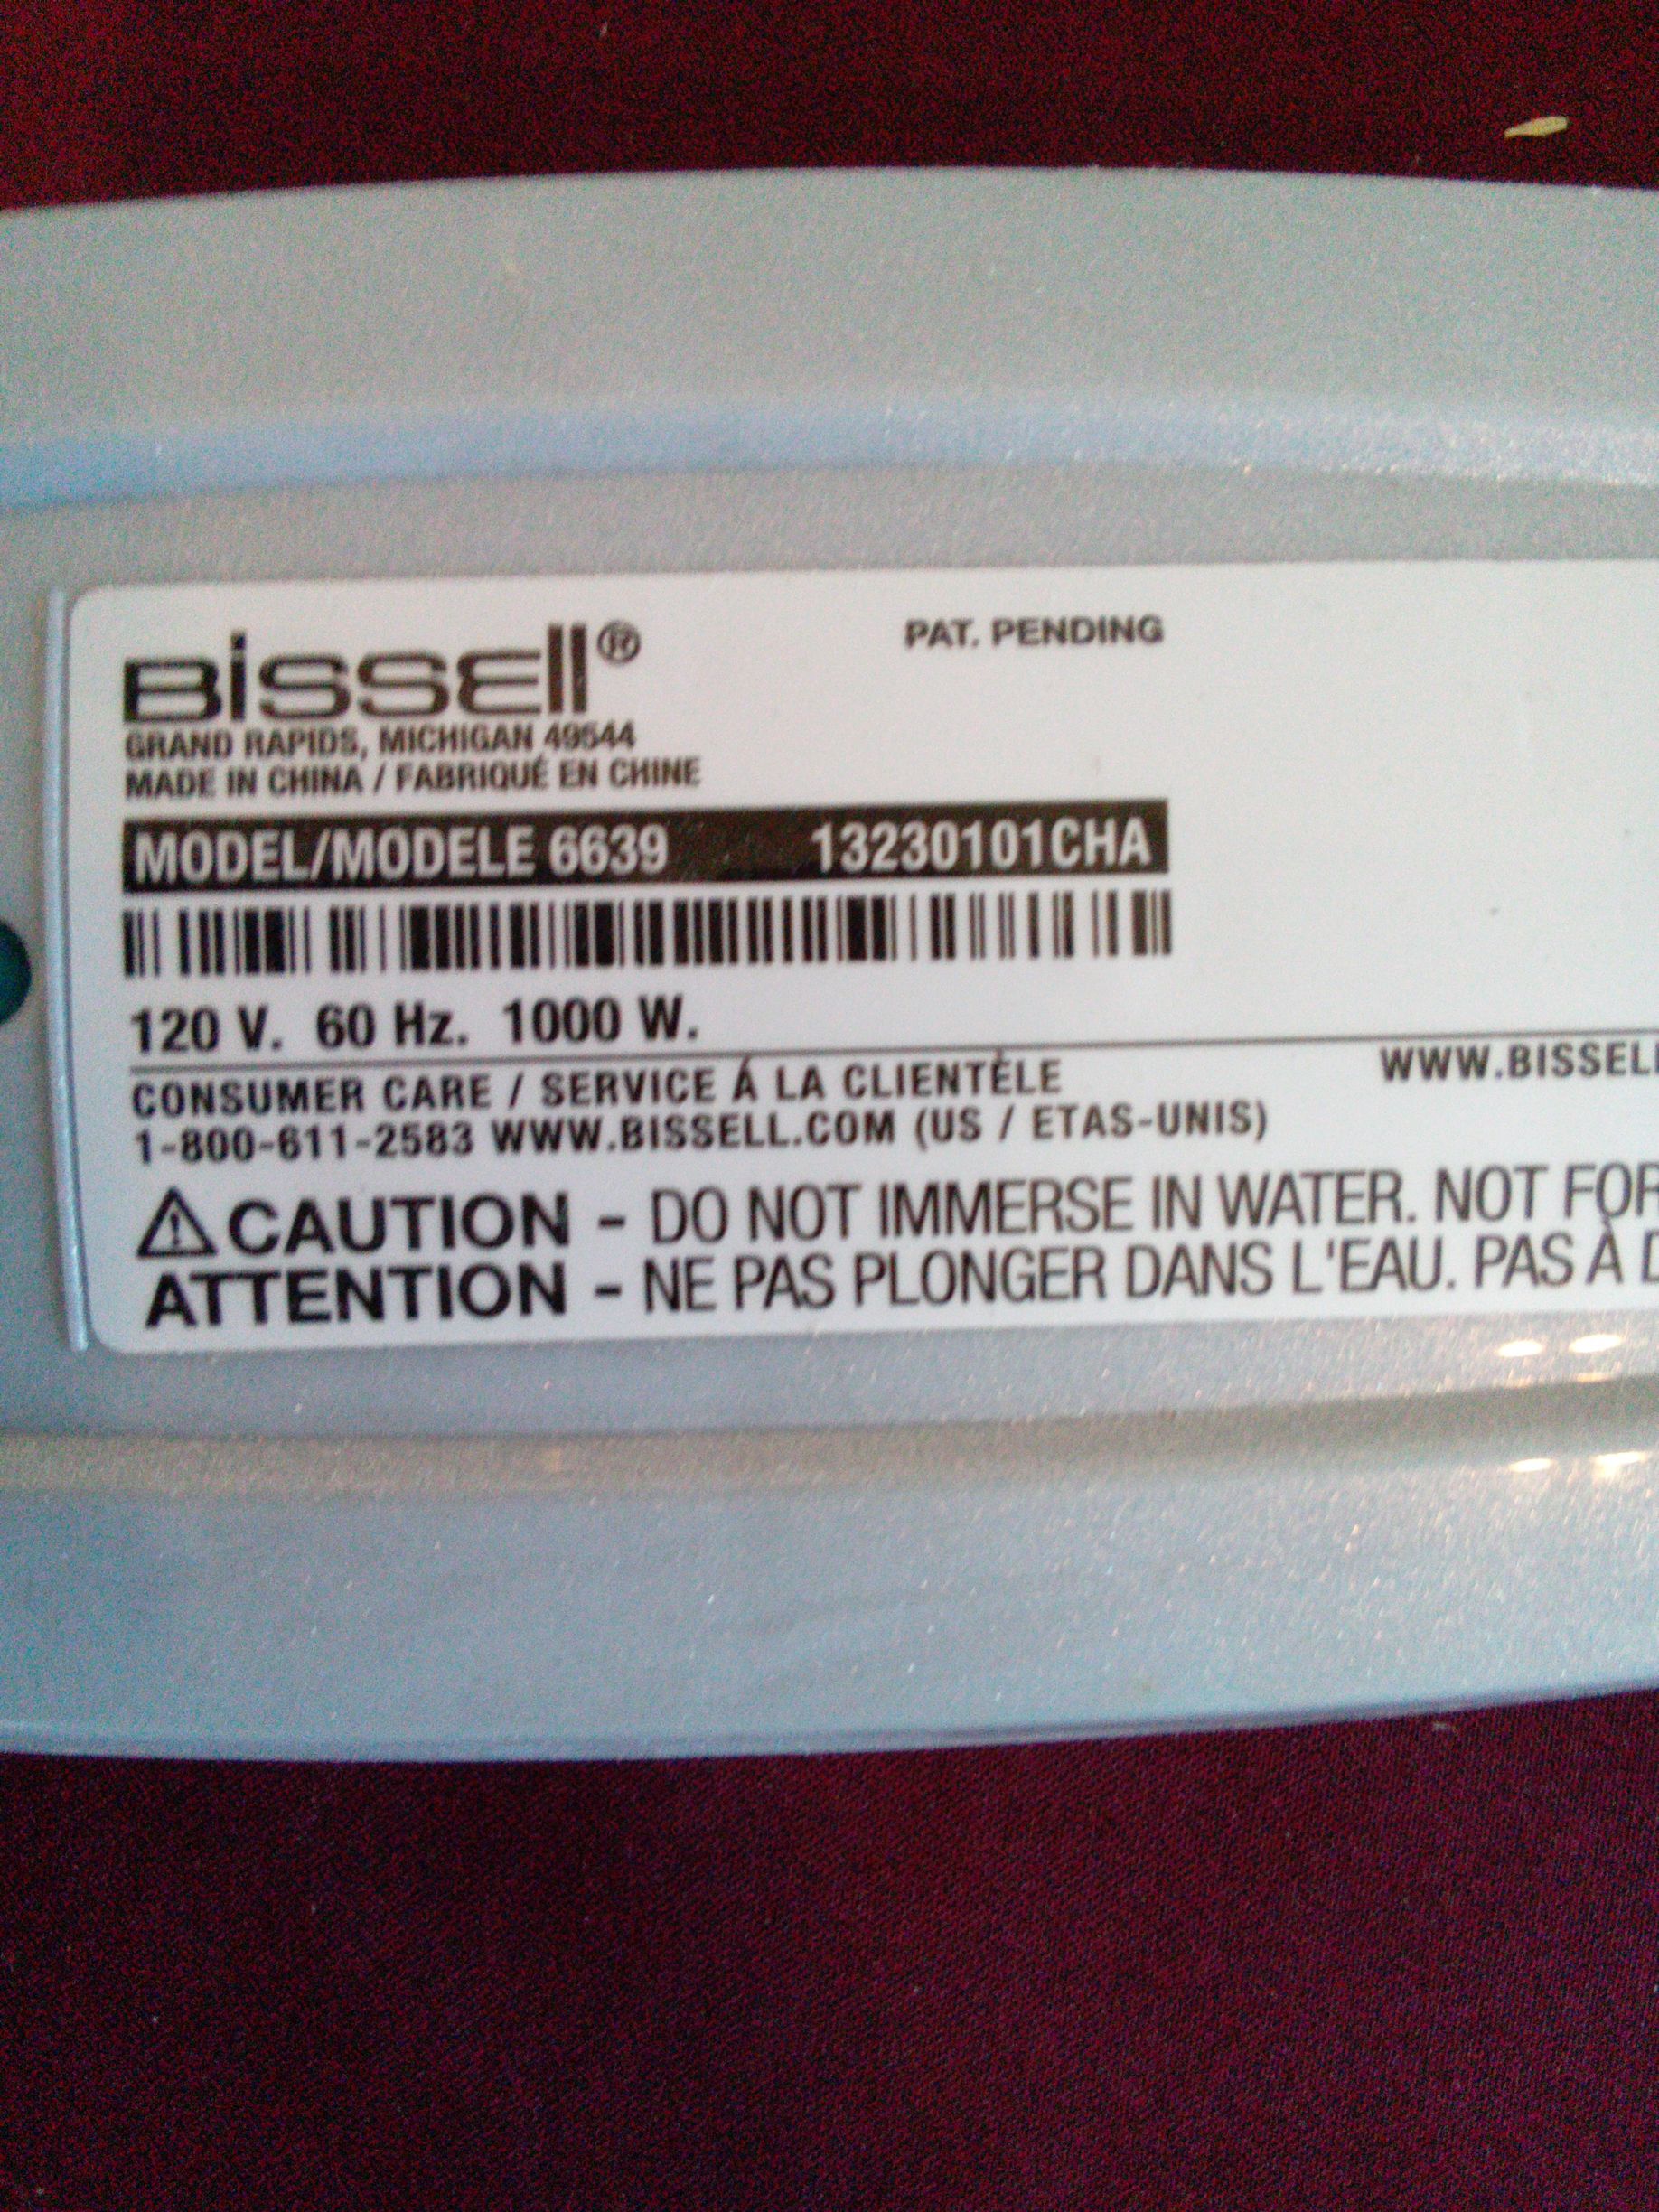 BISSELL®
PAT. PENDING
GRAND RAPIDS, MICHIGAN 49544
MADE IN CHINA / FABRIQUÉ EN CHINE
MODEL/MODELE 6639 13230101CHA
120 V. 60 Hz. 1000 W.
CONSUMER CARE / SERVICE Á LA CLIENTÈLE WWW.BISSELL
1-800-611-2583 WWW.BISSELL.COM (US / ETAS-UNIS)
⚠CAUTION - DO NOT IMMERSE IN WATER. NOT FOR
ATTENTION - NE PAS PLONGER DANS L'EAU. PAS À